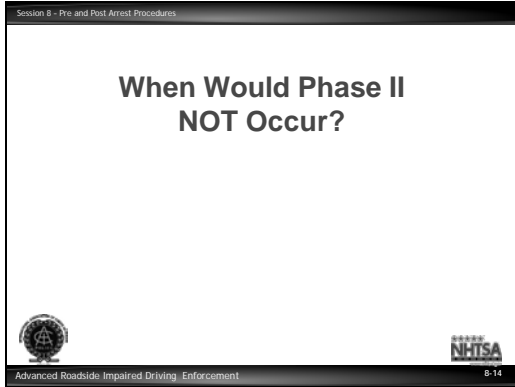 Session 8 – Pre and Post Arrest Procedures
When Would Phase II
NOT Occur?
NHTSA
Advanced Roadside Impaired Driving Enforcement
8-14